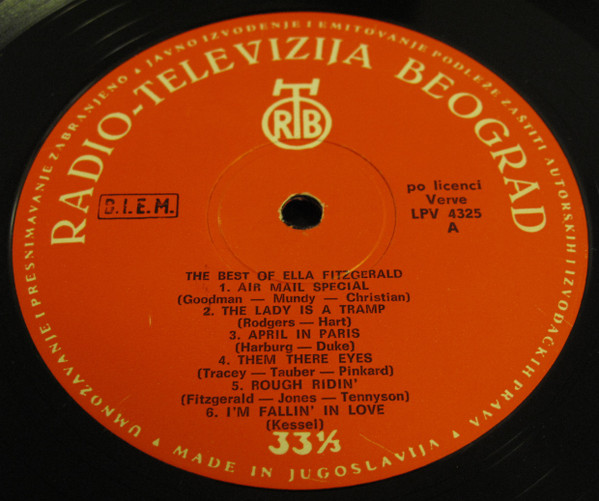 UMNOŽAVANJE I PRESNIMAVANJE ZABRANJENO ▲ JAVNO IZVOĐENJE I EMITOVANJE PODLEŽE ZAŠTITI AUTORSKIH I IZVOĐAČKIH PRAVA
RADIO-TELEVIZIJA BEOGRAD
RTB
B.I.E.M.
po licenci
Verve
LPV 4325
A
THE BEST OF ELLA FITZGERALD
1. AIR MAIL SPECIAL
(Goodman — Mundy — Christian)
2. THE LADY IS A TRAMP
(Rodgers — Hart)
3. APRIL IN PARIS
(Harburg — Duke)
4. THEM THERE EYES
(Tracey — Tauber — Pinkard)
5. ROUGH RIDIN'
(Fitzgerald — Jones — Tennyson)
6. I'M FALLIN' IN LOVE
(Kessel)
33⅓
▲ MADE IN JUGOSLAVIJA ▲